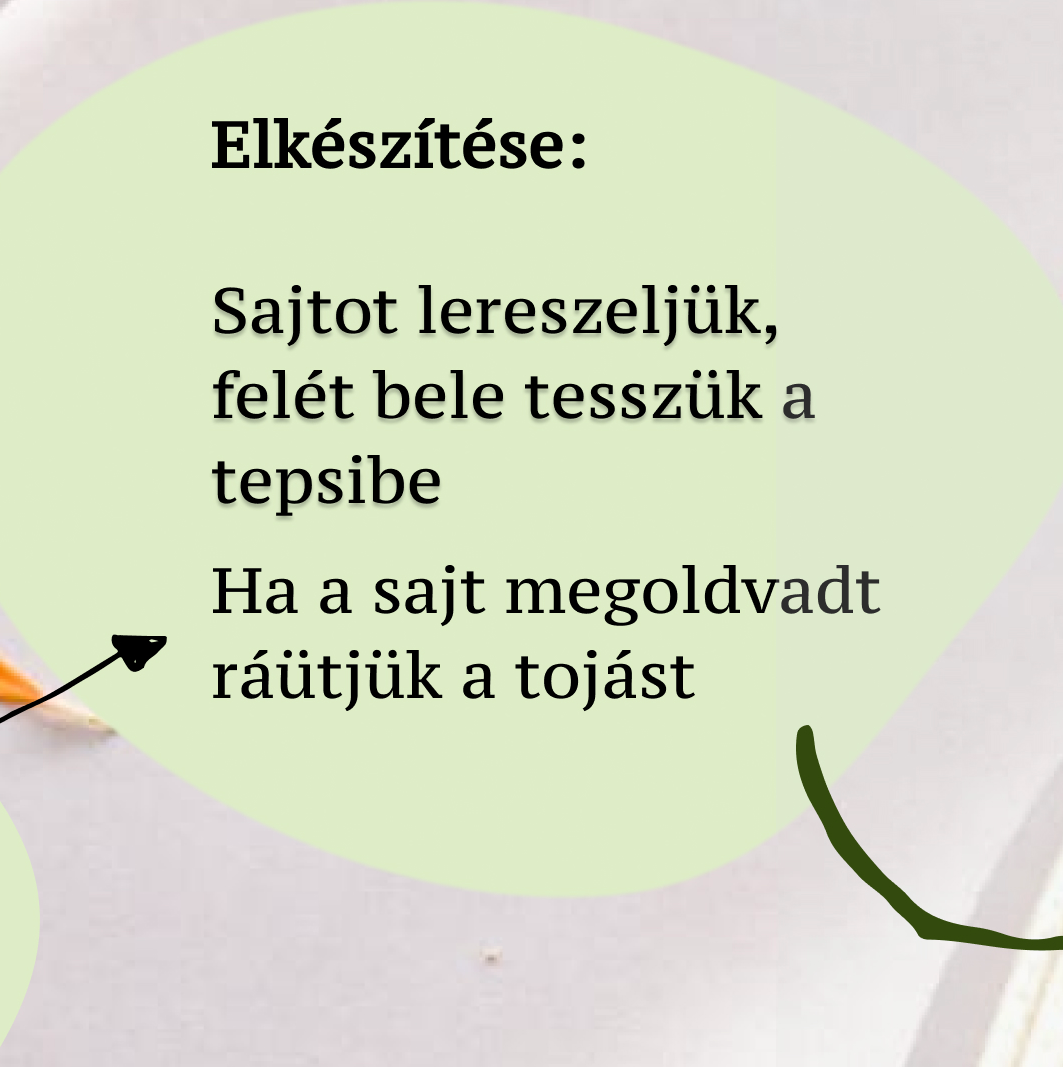 Elkészítése:
Sajtot lereszeljük,
felét bele tesszük a
tepsibe
Ha a sajt megoldvadt
ráütjük a tojást